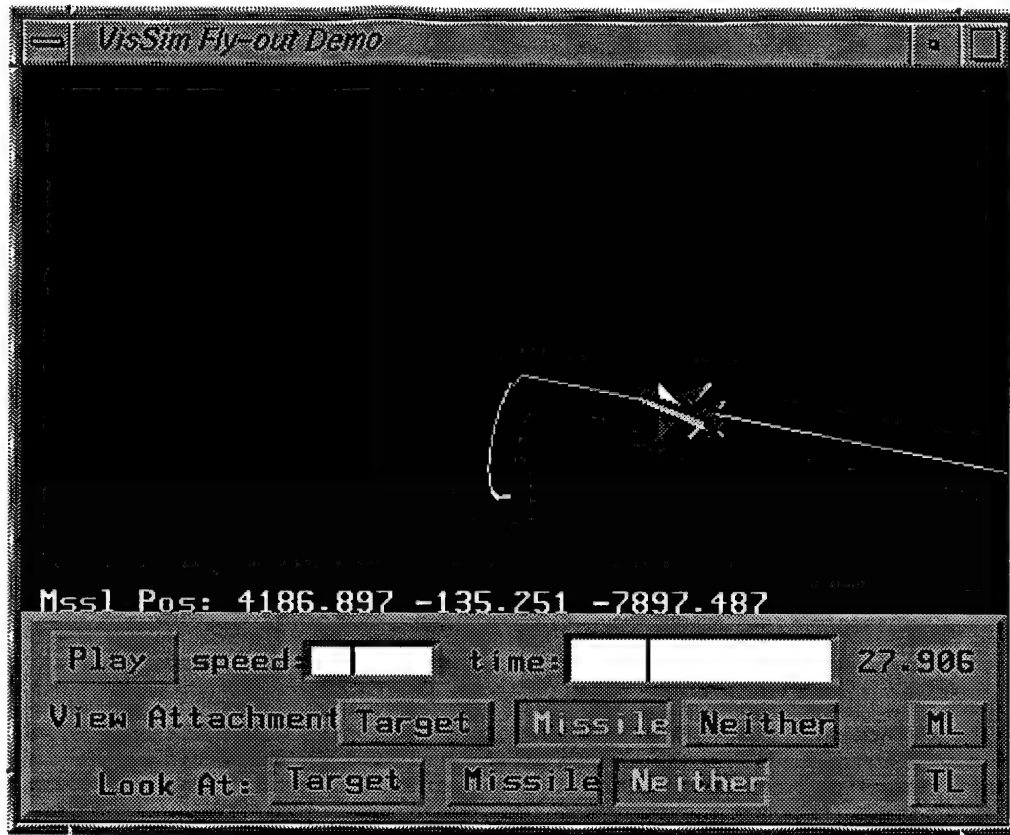 VisSim Fly-out Demo
Mssl Pos: 4186.897 -135.251 -7897.487
Play speed: time: 27.906
View Attachment Target Missile Neither ML
Look At: Target Missile Neither TL